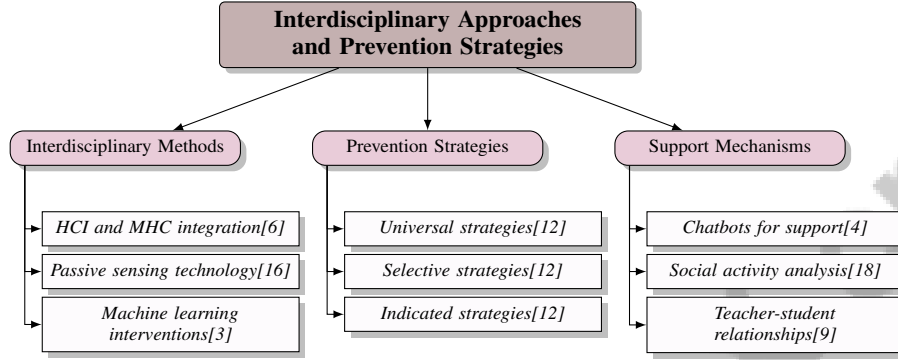 Interdisciplinary Approaches
and Prevention Strategies
Interdisciplinary Methods
Prevention Strategies
Support Mechanisms
HCI and MHC integration[6]
Passive sensing technology[16]
Machine learning
interventions[3]
Universal strategies[12]
Selective strategies[12]
Indicated strategies[12]
Chatbots for support[4]
Social activity analysis[18]
Teacher-student
relationships[9]